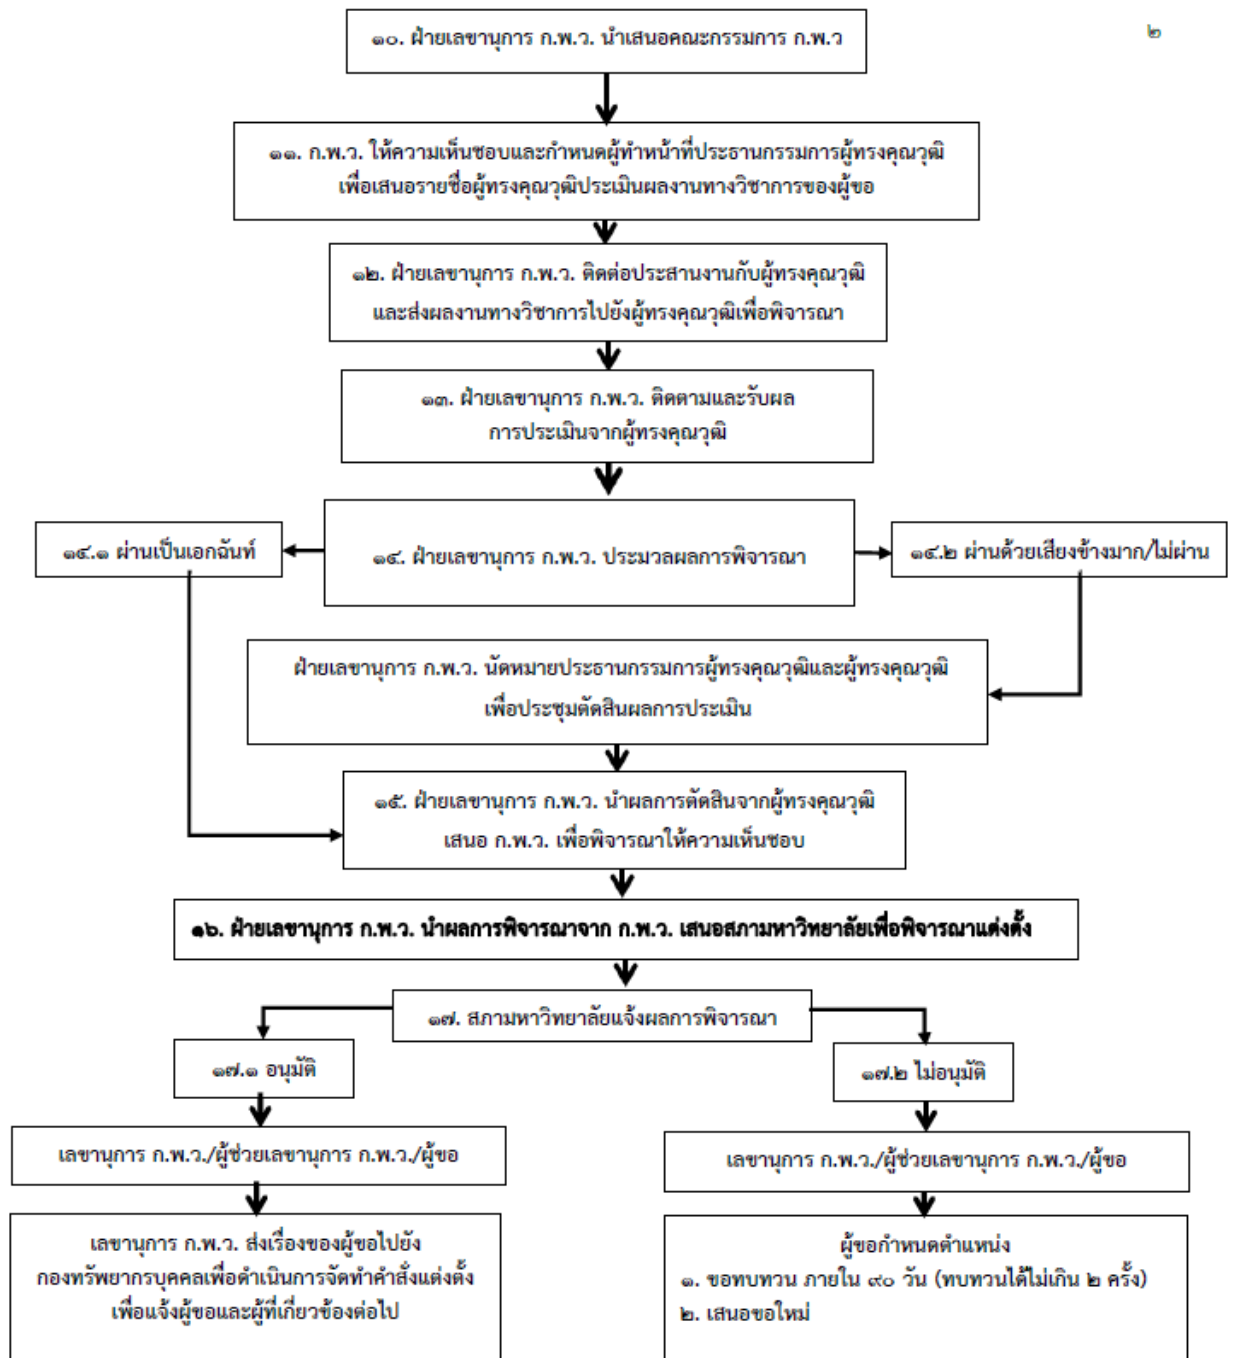 ๑๐. ฝ่ายเลขานุการ ก.พ.ว. นำเสนอคณะกรรมการ ก.พ.ว
๒
๑๑. ก.พ.ว. ให้ความเห็นชอบและกำหนดผู้ทำหน้าที่ประธานกรรมการผู้ทรงคุณวุฒิ
เพื่อเสนอรายชื่อผู้ทรงคุณวุฒิประเมินผลงานทางวิชาการของผู้ขอ
๑๒. ฝ่ายเลขานุการ ก.พ.ว. ติดต่อประสานงานกับผู้ทรงคุณวุฒิ
และส่งผลงานทางวิชาการไปยังผู้ทรงคุณวุฒิเพื่อพิจารณา
๑๓. ฝ่ายเลขานุการ ก.พ.ว. ติดตามและรับผล
การประเมินจากผู้ทรงคุณวุฒิ
๑๔.๑ ผ่านเป็นเอกฉันท์
๑๔. ฝ่ายเลขานุการ ก.พ.ว. ประมวลผลการพิจารณา
๑๔.๒ ผ่านด้วยเสียงข้างมาก/ไม่ผ่าน
ฝ่ายเลขานุการ ก.พ.ว. นัดหมายประธานกรรมการผู้ทรงคุณวุฒิและผู้ทรงคุณวุฒิ
เพื่อประชุมตัดสินผลการประเมิน
๑๕. ฝ่ายเลขานุการ ก.พ.ว. นำผลการตัดสินจากผู้ทรงคุณวุฒิ
เสนอ ก.พ.ว. เพื่อพิจารณาให้ความเห็นชอบ
๑๖. ฝ่ายเลขานุการ ก.พ.ว. นำผลการพิจารณาจาก ก.พ.ว. เสนอสภามหาวิทยาลัยเพื่อพิจารณาแต่งตั้ง
๑๗. สภามหาวิทยาลัยแจ้งผลการพิจารณา
๑๗.๑ อนุมัติ
๑๗.๒ ไม่อนุมัติ
เลขานุการ ก.พ.ว./ผู้ช่วยเลขานุการ ก.พ.ว./ผู้ขอ
เลขานุการ ก.พ.ว./ผู้ช่วยเลขานุการ ก.พ.ว./ผู้ขอ
เลขานุการ ก.พ.ว. ส่งเรื่องของผู้ขอไปยัง
กองทรัพยากรบุคคลเพื่อดำเนินการจัดทำคำสั่งแต่งตั้ง
เพื่อแจ้งผู้ขอและผู้ที่เกี่ยวข้องต่อไป
ผู้ขอกำหนดตำแหน่ง
๑. ขอทบทวน ภายใน ๙๐ วัน (ทบทวนได้ไม่เกิน ๒ ครั้ง)
๒. เสนอขอใหม่